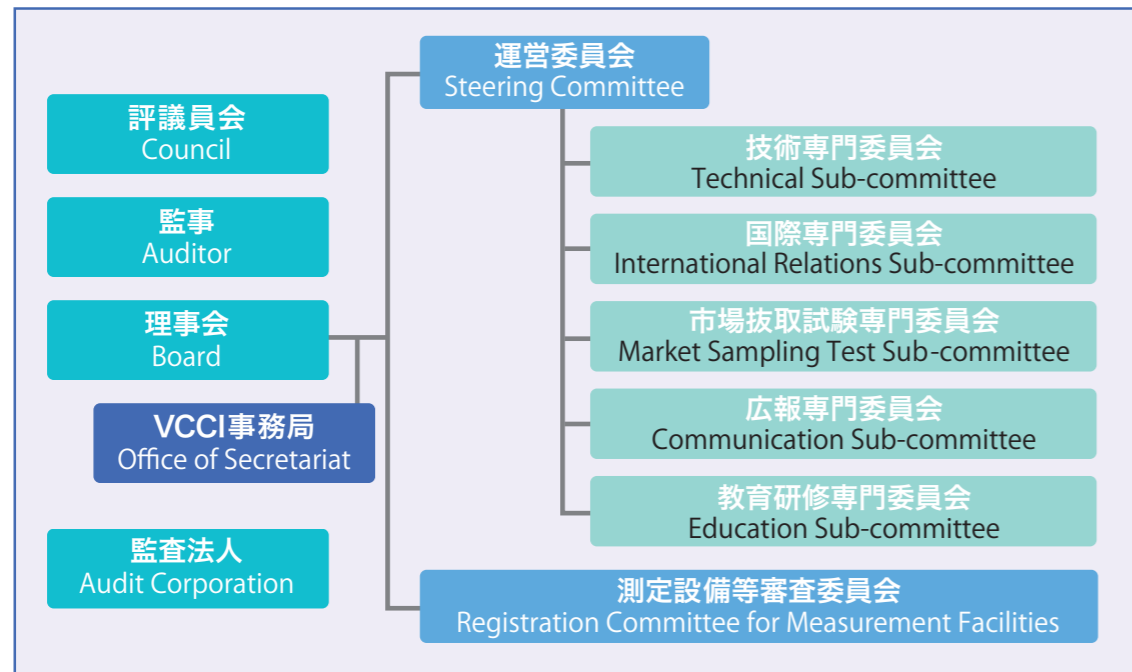 評議員会
Council
監事
Auditor
理事会
Board
VCCI事務局
Office of Secretariat
監査法人
Audit Corporation
運営委員会
Steering Committee
技術専門委員会
Technical Sub-committee
国際専門委員会
International Relations Sub-committee
市場抜取試験専門委員会
Market Sampling Test Sub-committee
広報専門委員会
Communication Sub-committee
教育研修専門委員会
Education Sub-committee
測定設備等審査委員会
Registration Committee for Measurement Facilities